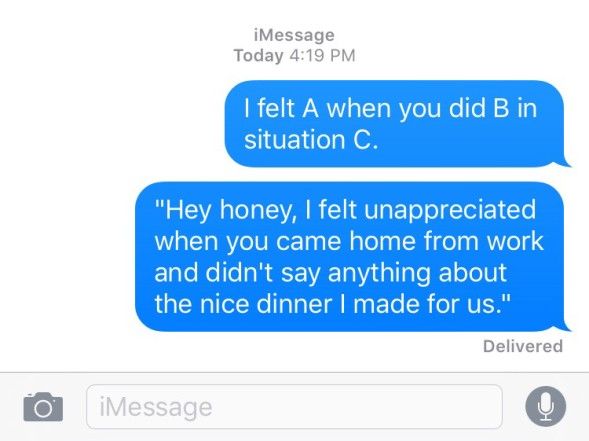 iMessage
Today 4:19 PM
I felt A when you did B in
situation C.
"Hey honey, I felt unappreciated
when you came home from work
and didn't say anything about
the nice dinner I made for us."
Delivered
iMessage